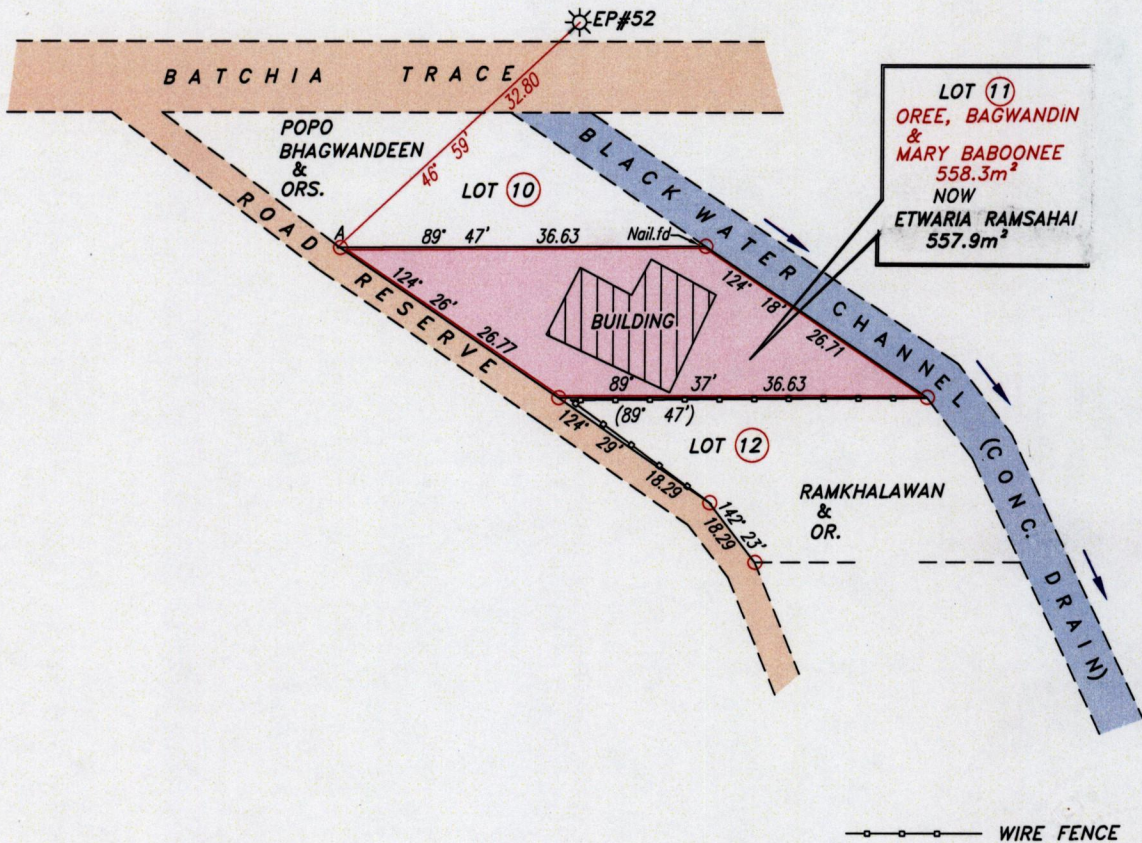 EP#52
BATCHIA TRACE
32.80
46° 59'
POPO
BHAGWANDEEN
&
ORS.
LOT 10
LOT 11
OREE, BAGWANDIN
&
MARY BABOONEE
558.3m²
NOW
ETWARIA RAMSAHAI
557.9m²
BLACK WATER CHANNEL (CONC. DRAIN)
ROAD RESERVE
A
89° 47' 36.63
Nail.fd
124° 18'
26.71
124° 26'
26.77
BUILDING
89° 37' 36.63
(89° 47')
124° 29'
18.29
LOT 12
142° 23'
18.29
RAMKHALAWAN
&
OR.
WIRE FENCE